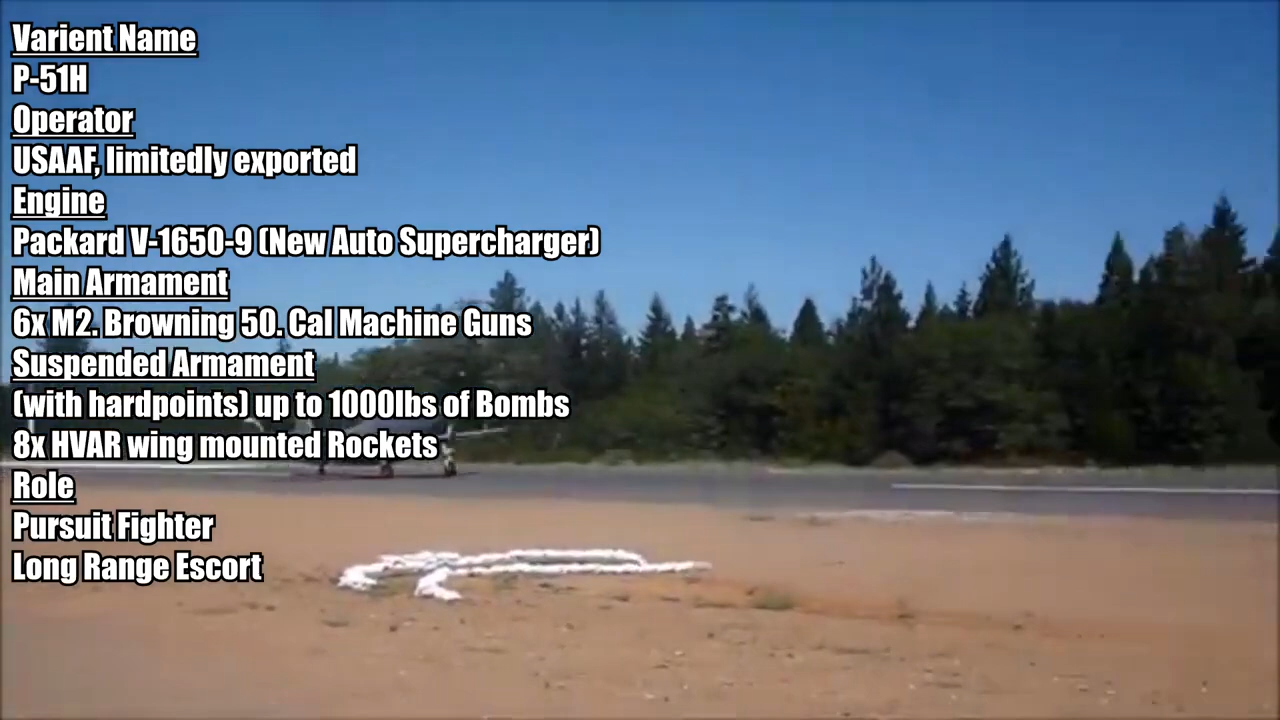 Varient Name
P-51H
Operator
USAAF, limitedly exported
Engine
Packard V-1650-9 (New Auto Supercharger)
Main Armament
6x M2. Browning 50. Cal Machine Guns
Suspended Armament
(with hardpoints) up to 1000lbs of Bombs
8x HVAR wing mounted Rockets
Role
Pursuit Fighter
Long Range Escort